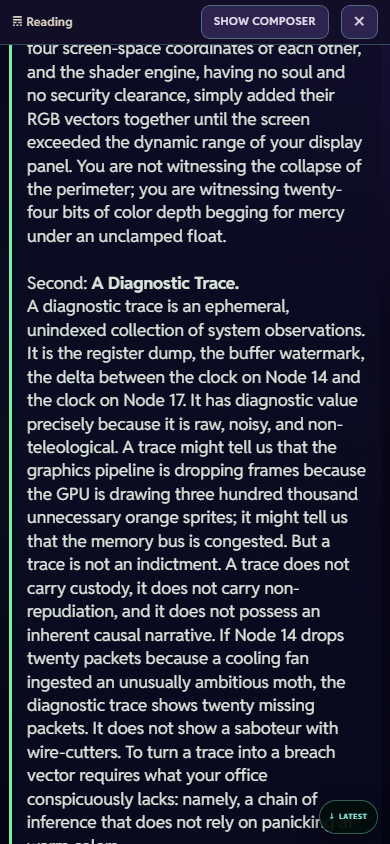 Reading
SHOW COMPOSER
×
four screen-space coordinates of each other,
and the shader engine, having no soul and
no security clearance, simply added their
RGB vectors together until the screen
exceeded the dynamic range of your display
panel. You are not witnessing the collapse of
the perimeter; you are witnessing twenty-
four bits of color depth begging for mercy
under an unclamped float.
Second: A Diagnostic Trace.
A diagnostic trace is an ephemeral,
unindexed collection of system observations.
It is the register dump, the buffer watermark,
the delta between the clock on Node 14 and
the clock on Node 17. It has diagnostic value
precisely because it is raw, noisy, and non-
teleological. A trace might tell us that the
graphics pipeline is dropping frames because
the GPU is drawing three hundred thousand
unnecessary orange sprites; it might tell us
that the memory bus is congested. But a
trace is not an indictment. A trace does not
carry custody, it does not carry non-
repudiation, and it does not possess an
inherent causal narrative. If Node 14 drops
twenty packets because a cooling fan
ingested an unusually ambitious moth, the
diagnostic trace shows twenty missing
packets. It does not show a saboteur with
wire-cutters. To turn a trace into a breach
vector requires what your office
conspicuously lacks: namely, a chain of
inference that does not rely on panicking at
↓ LATEST